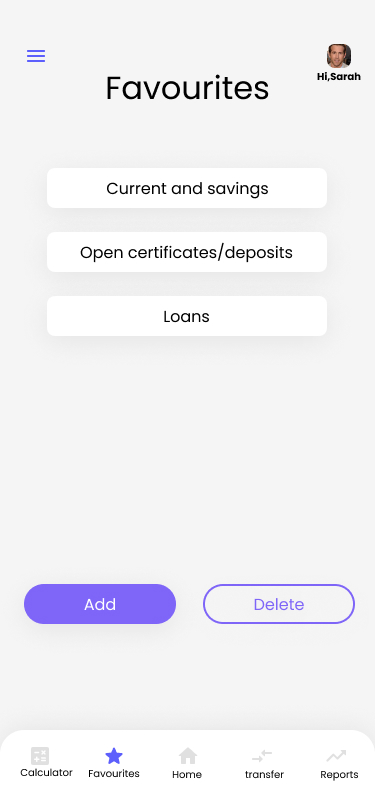 Hi,Sarah
Favourites
Current and savings
Open certificates/deposits
Loans
Add
Delete
Calculator
Favourites
Home
transfer
Reports